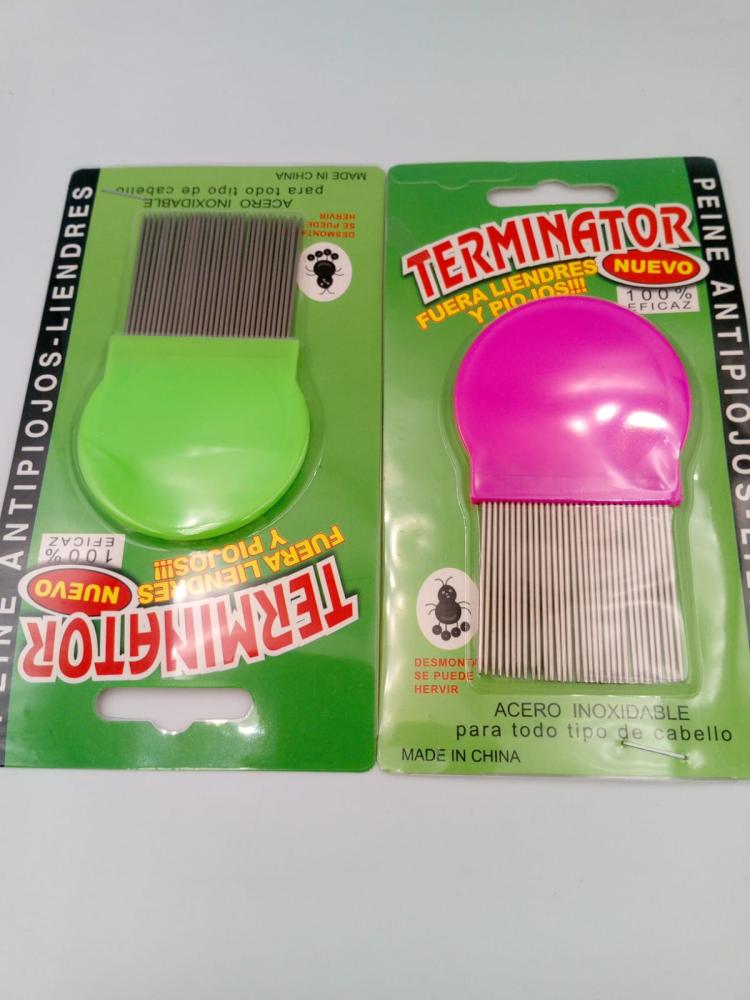 PEINE ANTIPIOJOS-LIENDRES
MADE IN CHINA
para todo tipo de cabello
ACERO INOXIDABLE
DESMONTA
SE PUEDE
HERVIR
100%
EFICAZ
FUERA LIENDRES
Y PIOJOS!!!
NUEVO
TERMINATOR
TERMINATOR
NUEVO
FUERA LIENDRES
Y PIOJOS!!!
100%
EFICAZ
PEINE ANTIPIOJOS-
DESMONTA
SE PUEDE
HERVIR
ACERO INOXIDABLE
para todo tipo de cabello
MADE IN CHINA